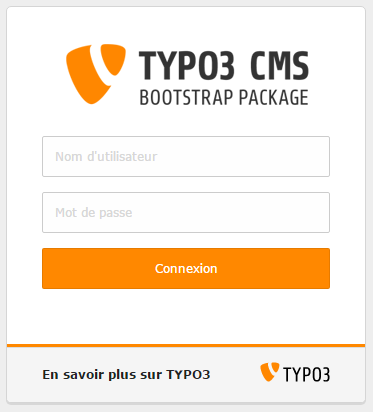 TYPO3 CMS
BOOTSTRAP PACKAGE
Nom d'utilisateur
Mot de passe
Connexion
En savoir plus sur TYPO3
TYPO3